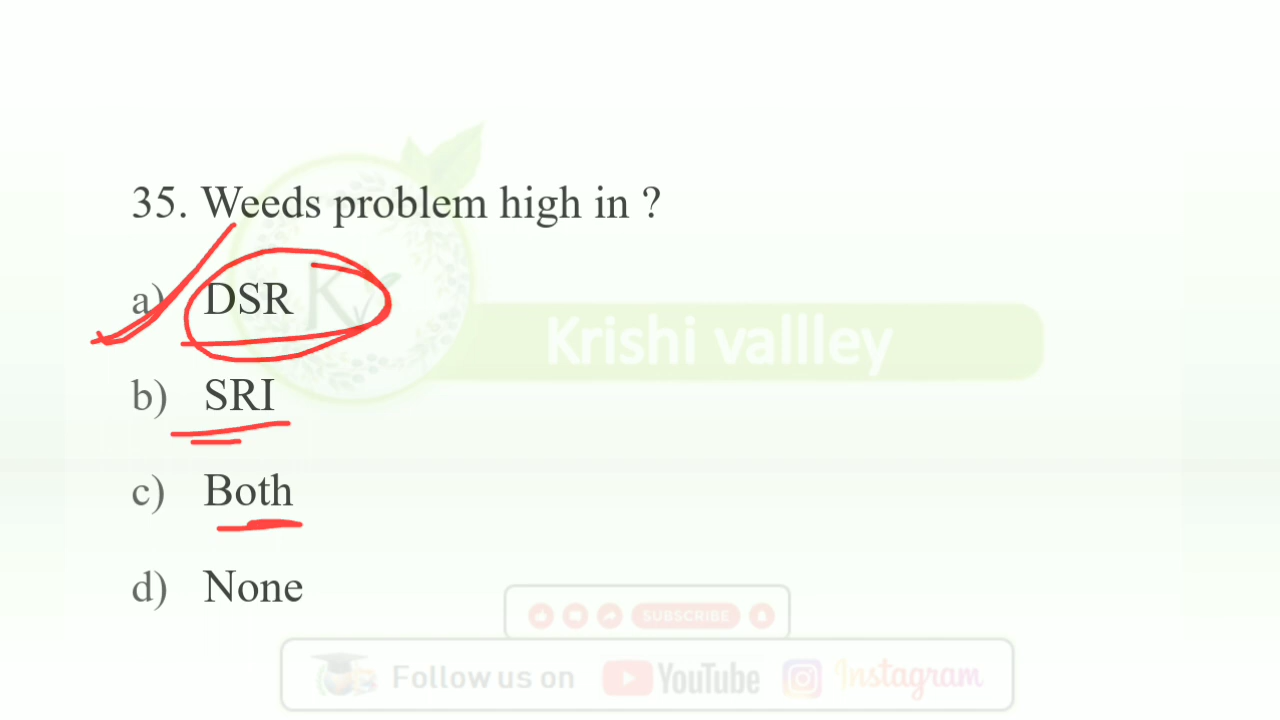 35. Weeds problem high in ?
a) DSR
b) SRI
c) Both
d) None
Krishi vallley
SUBSCRIBE
Follow us on YouTube Instagram